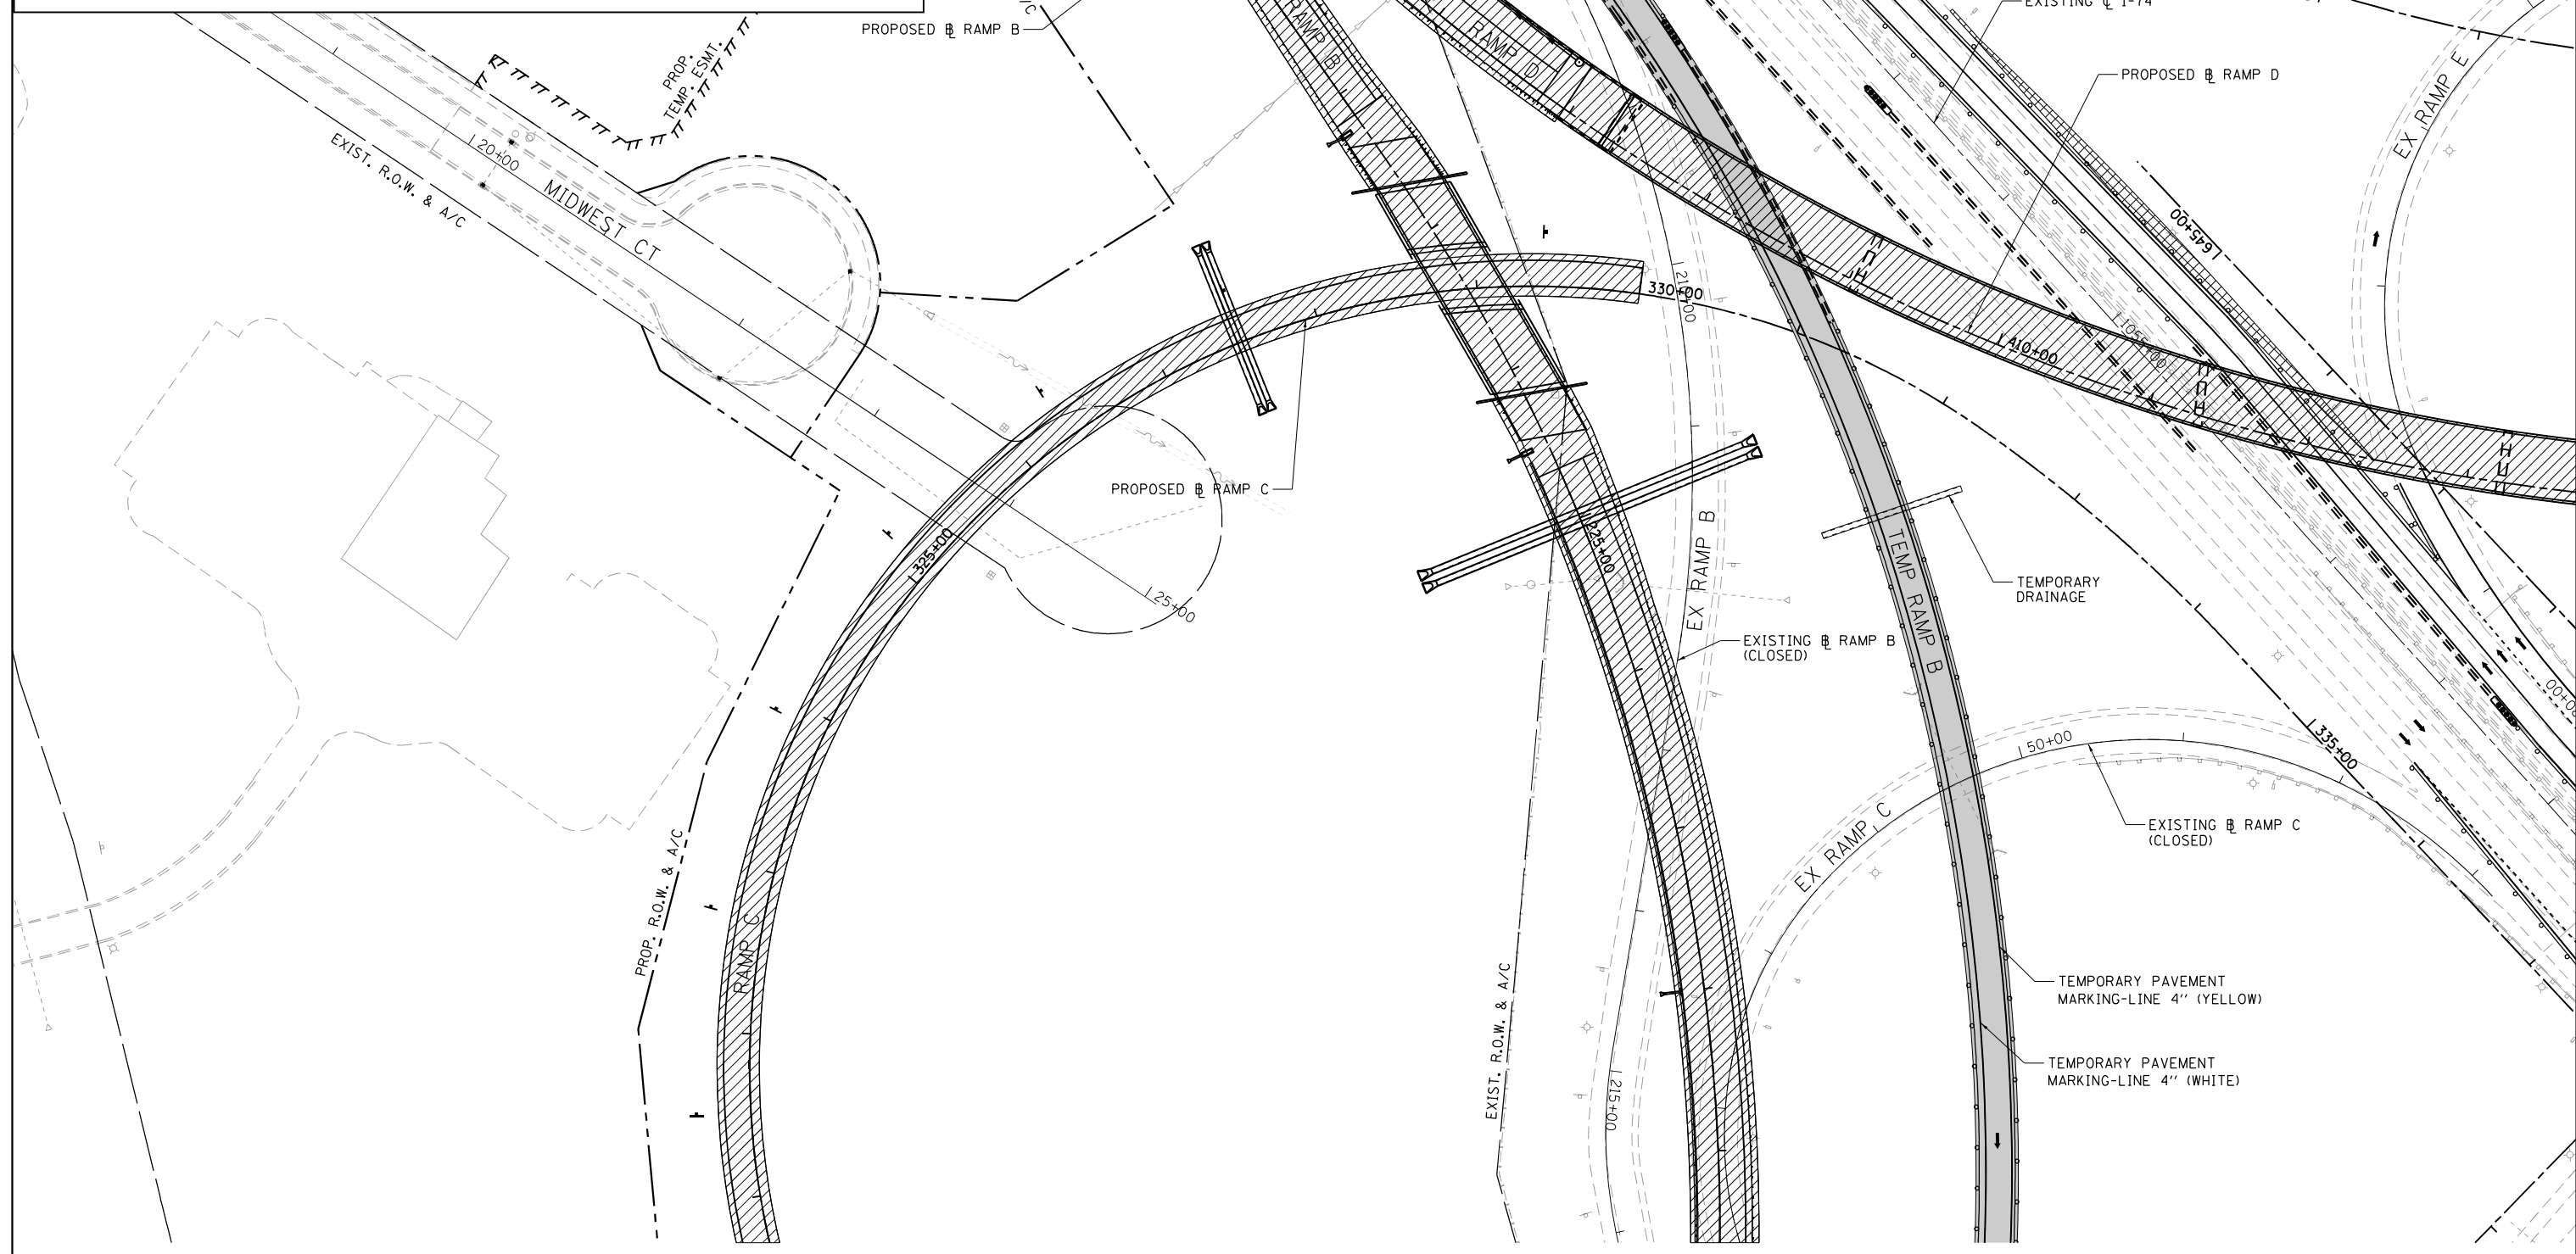 PROPOSED ℄ RAMP B
PROP.
TEMP. ESMT.
/C
RAMP B
RAMP D
EXISTING ℄ I-74
PROPOSED ℄ RAMP D
EX RAMP E
EXIST. R.O.W. & A/C
20+00
MIDWEST CT
645+00
330+00
410+00
PROPOSED ℄ RAMP C
325+00
25+00
225+00
EX RAMP B
TEMP RAMP B
TEMPORARY
DRAINAGE
EXISTING ℄ RAMP B
(CLOSED)
50+00
335+00
EX RAMP C
EXISTING ℄ RAMP C
(CLOSED)
PROP. R.O.W. & A/C
RAMP C
EXIST. R.O.W. & A/C
215+00
TEMPORARY PAVEMENT
MARKING-LINE 4'' (YELLOW)
TEMPORARY PAVEMENT
MARKING-LINE 4'' (WHITE)